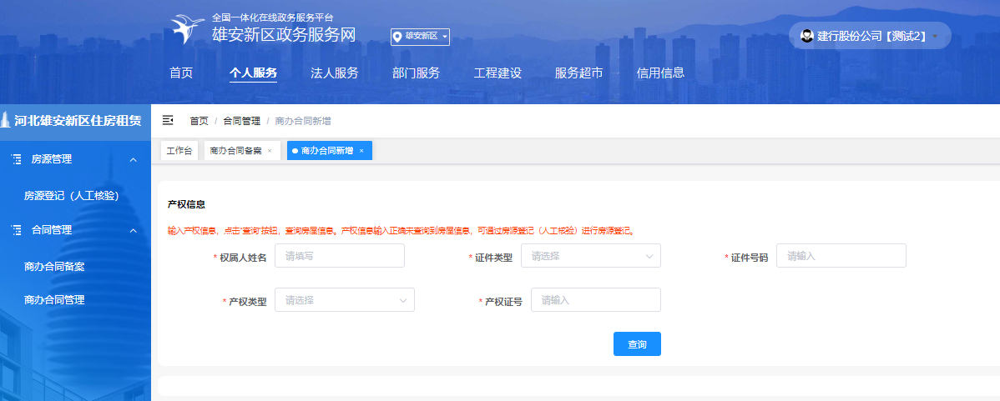 全国一体化在线政务服务平台
雄安新区政务服务网
雄安新区
建行股份公司【测试2】
首页 个人服务 法人服务 部门服务 工程建设 服务超市 信用信息
河北雄安新区住房租赁
首页 / 合同管理 / 商办合同新增
工作台 商办合同备案 × 商办合同新增 ×
房源管理
房源登记（人工核验）
合同管理
商办合同备案
商办合同管理
产权信息
输入产权信息，点击“查询”按钮，查询房屋信息。产权信息输入正确未查询到房屋信息，可通过房源登记（人工核验）进行房源登记。
* 权属人姓名 请填写 * 证件类型 请选择 * 证件号码 请输入
* 产权类型 请选择 * 产权证号 请输入
查询